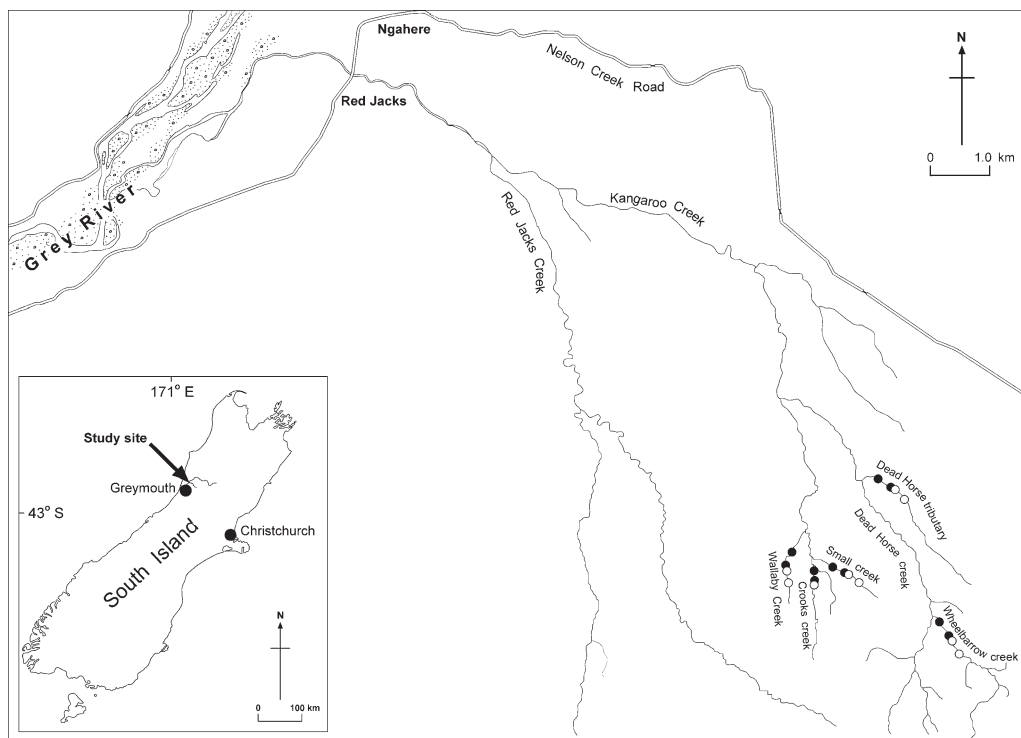 Ngahere
Nelson Creek Road
N
Red Jacks
0 1.0 km
Kangaroo Creek
Red Jacks Creek
Grey River
171° E
Study site
Greymouth
43° S
Christchurch
South Island
N
0 100 km
Dead Horse tributary
Dead Horse creek
Small creek
Wallaby Creek
Crooks creek
Wheelbarrow creek